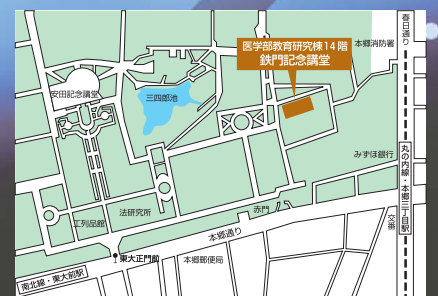 春日通り
本郷消防署
医学部教育研究棟14階
鉄門記念講堂
安田記念講堂
三四郎池
みずほ銀行
丸の内線・本郷三丁目駅
法研究所
赤門
工列品館
交番
本郷通り
東大正門前
本郷郵便局
南北線・東大前駅